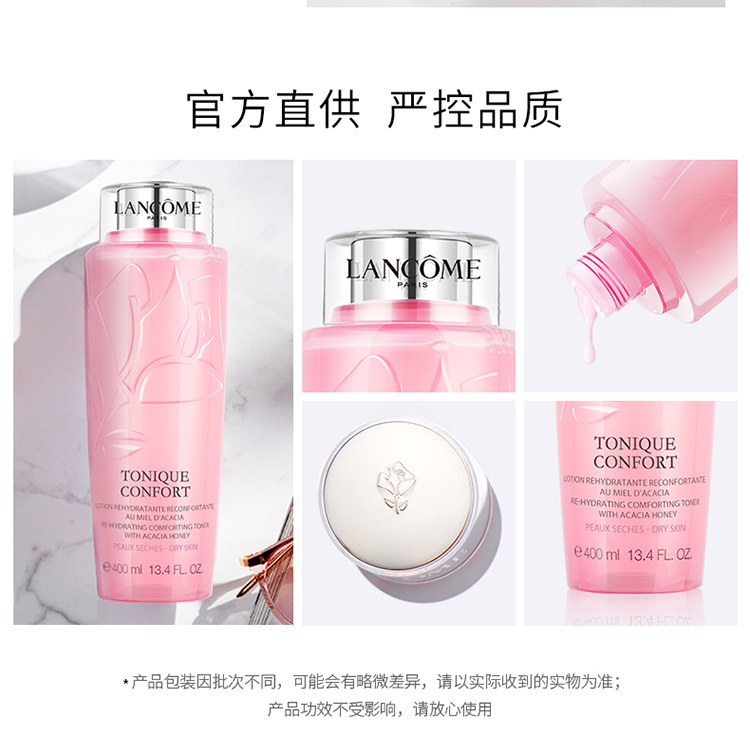 官方直供 严控品质
LANCÔME
PARIS
TONIQUE
CONFORT
LOTION REHYDRATANTE RECONFORTANTE
AU MIEL D'ACACIA
RE-HYDRATING COMFORTING TONER
WITH ACACIA HONEY
PEAUX SECHES - DRY SKIN
e400 ml 13.4 FL. OZ.
LANCÔME
PARIS
TONIQUE
CONFORT
LOTION REHYDRATANTE RECONFORTANTE
AU MIEL D'ACACIA
RE-HYDRATING COMFORTING TONER
WITH ACACIA HONEY
PEAUX SECHES - DRY SKIN
e400 ml 13.4 FL. OZ.
*产品包装因批次不同，可能会有略微差异，请以实际收到的实物为准；
产品功效不受影响，请放心使用